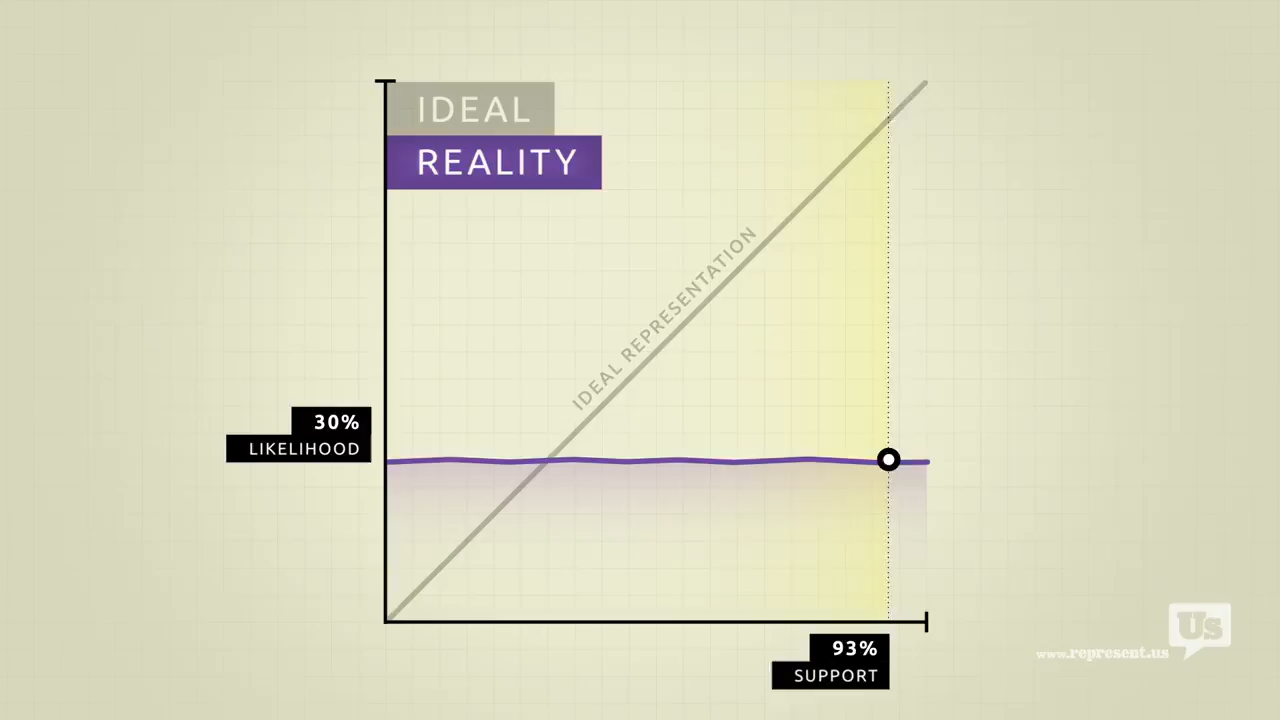 IDEAL
REALITY
IDEAL REPRESENTATION
30%
LIKELIHOOD
93%
SUPPORT
Us
www.represent.us